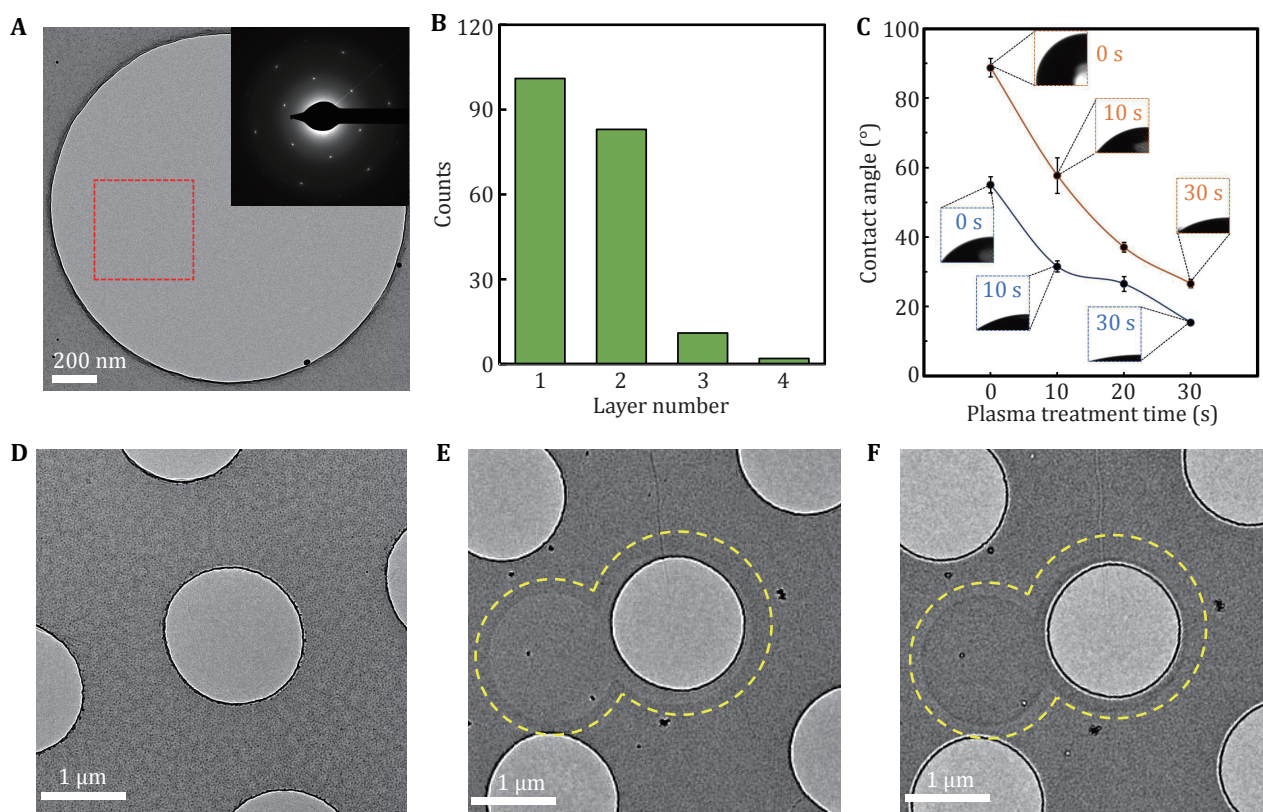 A
200 nm
B
120
90
60
30
0
Counts
1 2 3 4
Layer number
C
100
80
60
40
20
0
Contact angle (°)
0 s
10 s
30 s
0 s
10 s
30 s
0 10 20 30
Plasma treatment time (s)
D
1 μm
E
1 μm
F
1 μm